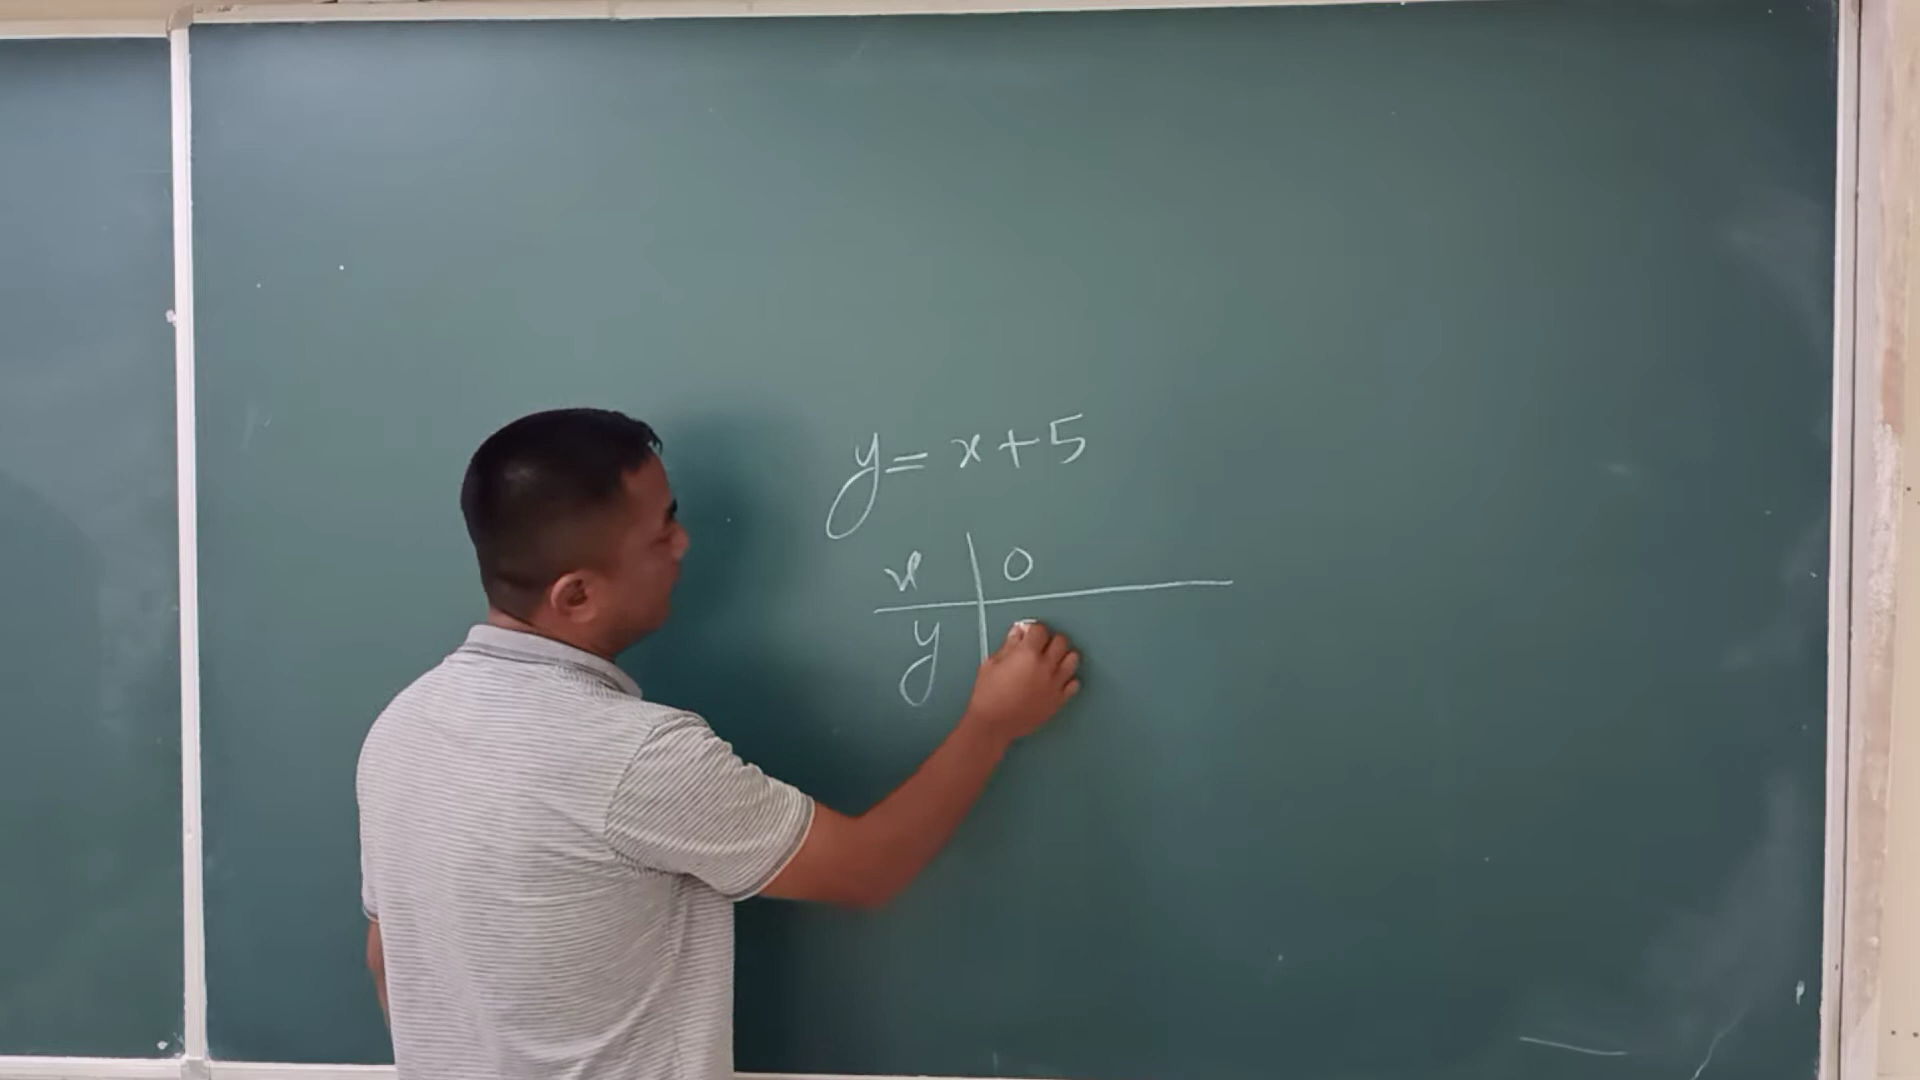 y = x + 5
x | 0
y |